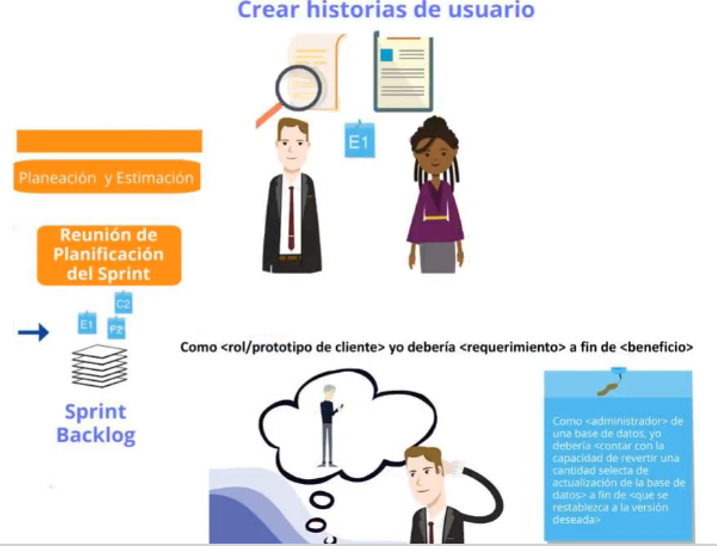 Crear historias de usuario
E1
Planeación y Estimación
Reunión de
Planificación
del Sprint
C2
E1
P2
Sprint
Backlog
Como <rol/prototipo de cliente> yo debería <requerimiento> a fin de <beneficio>
Como <administrador> de
una base de datos, yo
debería <contar con la
capacidad de revertir una
cantidad selecta de
actualización de la base de
datos> a fin de <que se
restablezca a la versión
deseada>